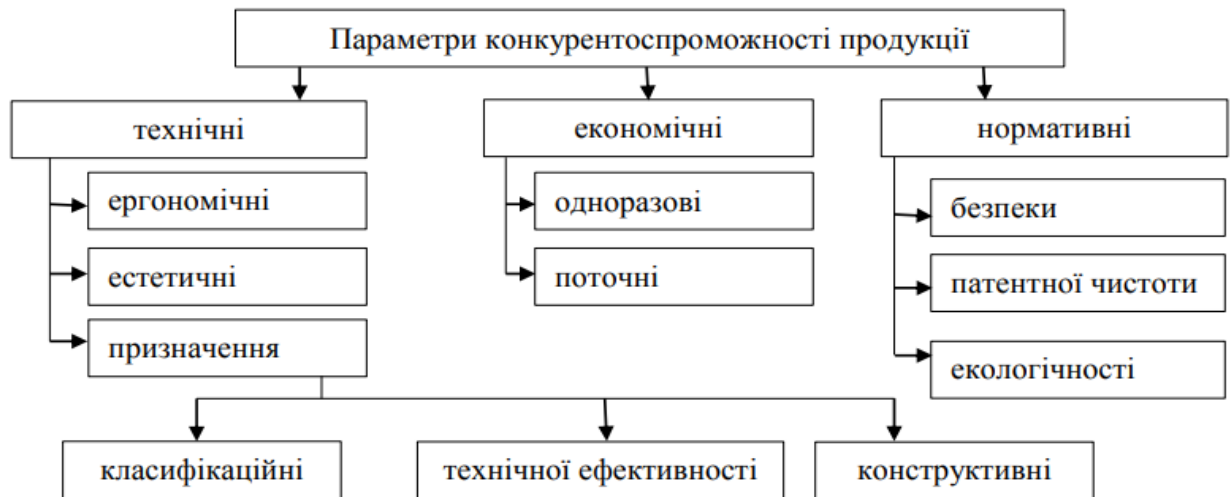 Параметри конкурентоспроможності продукції
технічні
ергономічні
естетичні
призначення
економічні
одноразові
поточні
нормативні
безпеки
патентної чистоти
екологічності
класифікаційні
технічної ефективності
конструктивні